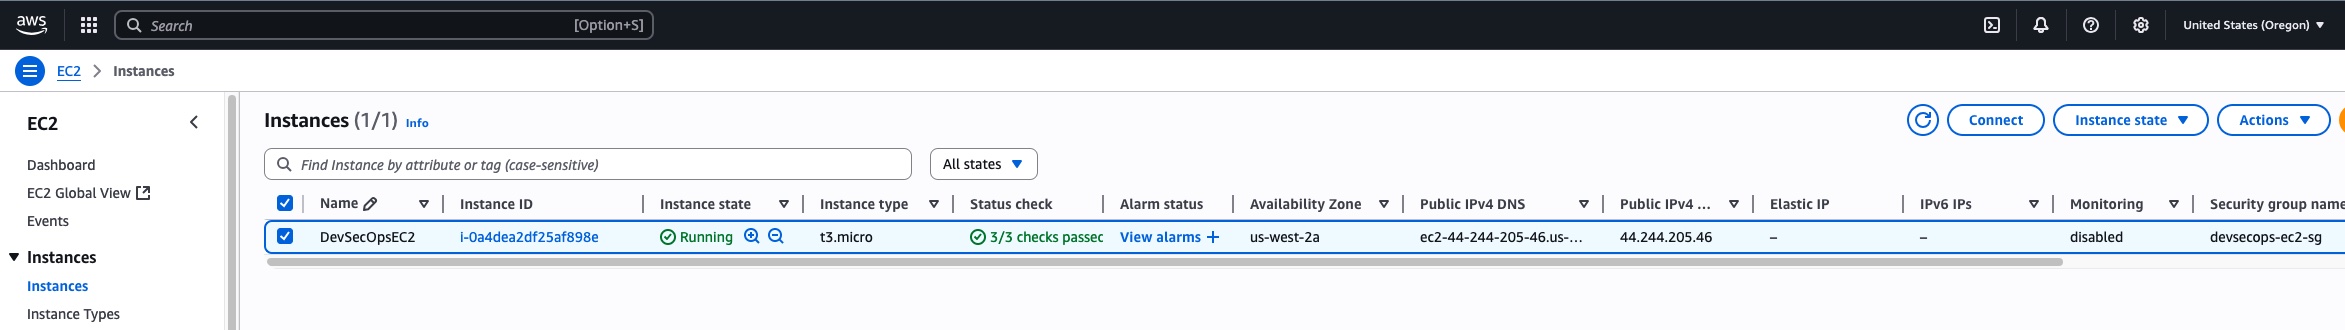 aws Search [Option+S] United States (Oregon)
EC2 Instances
EC2
Dashboard
EC2 Global View
Events
Instances
Instances
Instance Types
Instances (1/1) Info
Connect Instance state Actions
Find Instance by attribute or tag (case-sensitive) All states
Name Instance ID Instance state Instance type Status check Alarm status Availability Zone Public IPv4 DNS Public IPv4 ... Elastic IP IPv6 IPs Monitoring Security group name
DevSecOpsEC2 i-0a4dea2df25af898e Running t3.micro 3/3 checks passec View alarms + us-west-2a ec2-44-244-205-46.us-... 44.244.205.46 – – disabled devsecops-ec2-sg